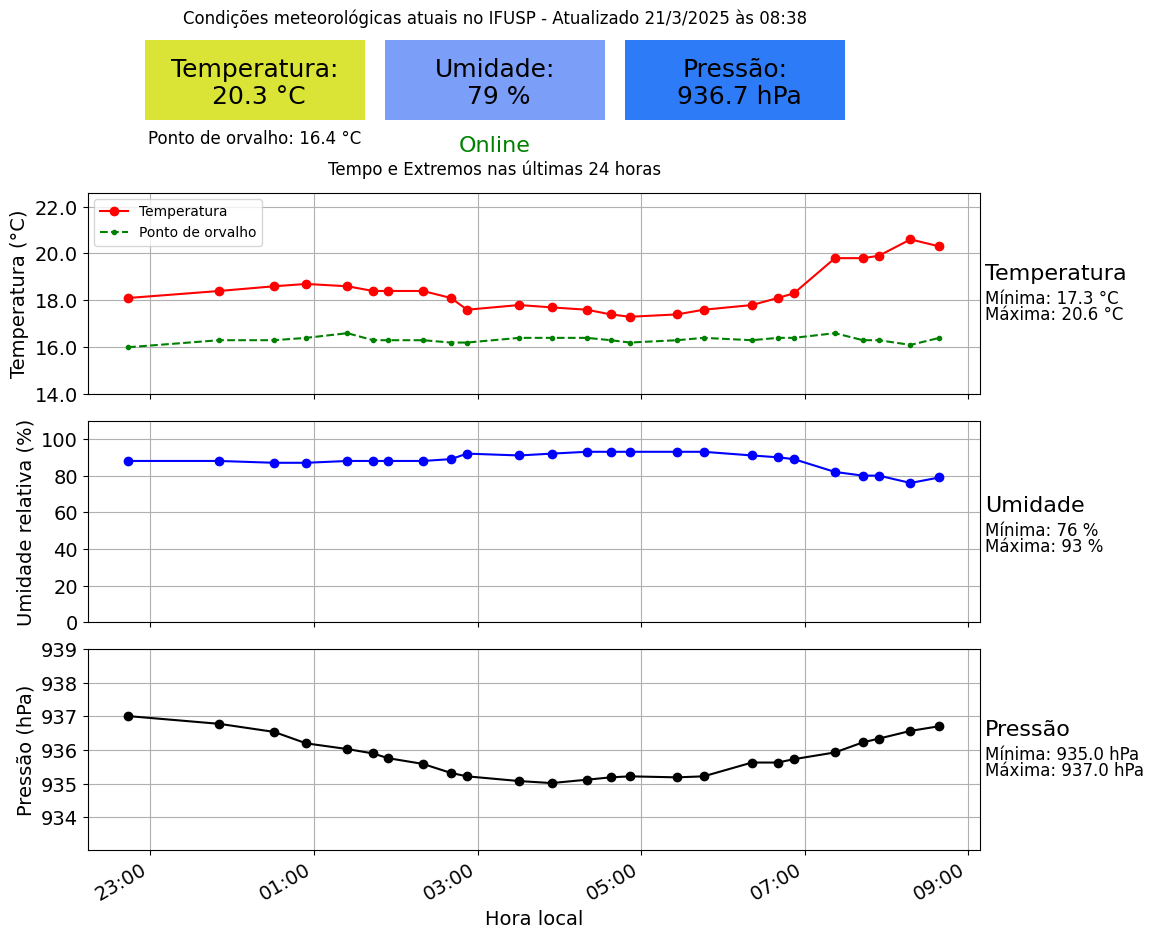 Condições meteorológicas atuais no IFUSP - Atualizado 21/3/2025 às 08:38
Temperatura:
20.3 °C
Umidade:
79 %
Pressão:
936.7 hPa
Ponto de orvalho: 16.4 °C
Online
Tempo e Extremos nas últimas 24 horas
Temperatura (°C)
22.0
20.0
18.0
16.0
14.0
Temperatura
Ponto de orvalho
Temperatura
Mínima: 17.3 °C
Máxima: 20.6 °C
Umidade relativa (%)
100
80
60
40
20
0
Umidade
Mínima: 76 %
Máxima: 93 %
Pressão (hPa)
939
938
937
936
935
934
Pressão
Mínima: 935.0 hPa
Máxima: 937.0 hPa
23:00
01:00
03:00
05:00
07:00
09:00
Hora local